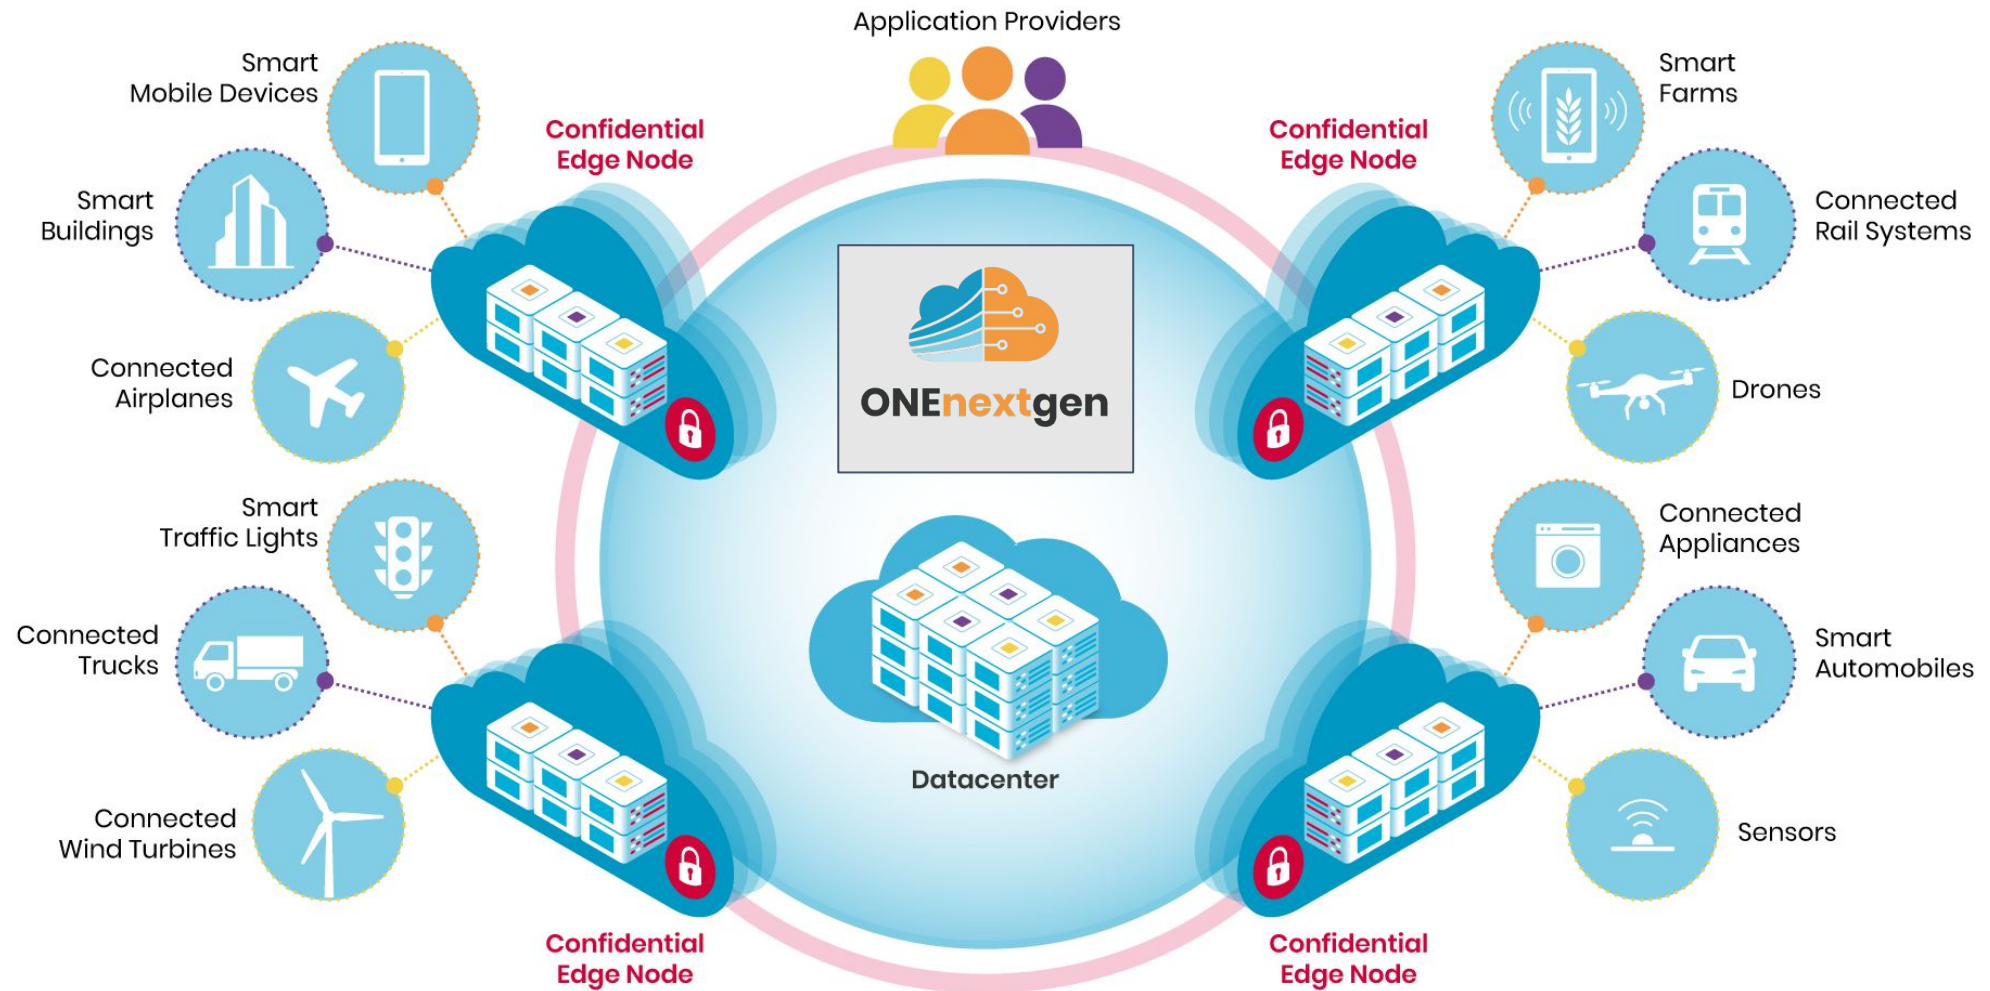 Application Providers
Smart
Mobile Devices
Confidential
Edge Node
Confidential
Edge Node
Smart
Farms
Smart
Buildings
Connected
Rail Systems
Connected
Airplanes
ONEnextgen
Drones
Smart
Traffic Lights
Connected
Appliances
Connected
Trucks
Smart
Automobiles
Datacenter
Connected
Wind Turbines
Sensors
Confidential
Edge Node
Confidential
Edge Node